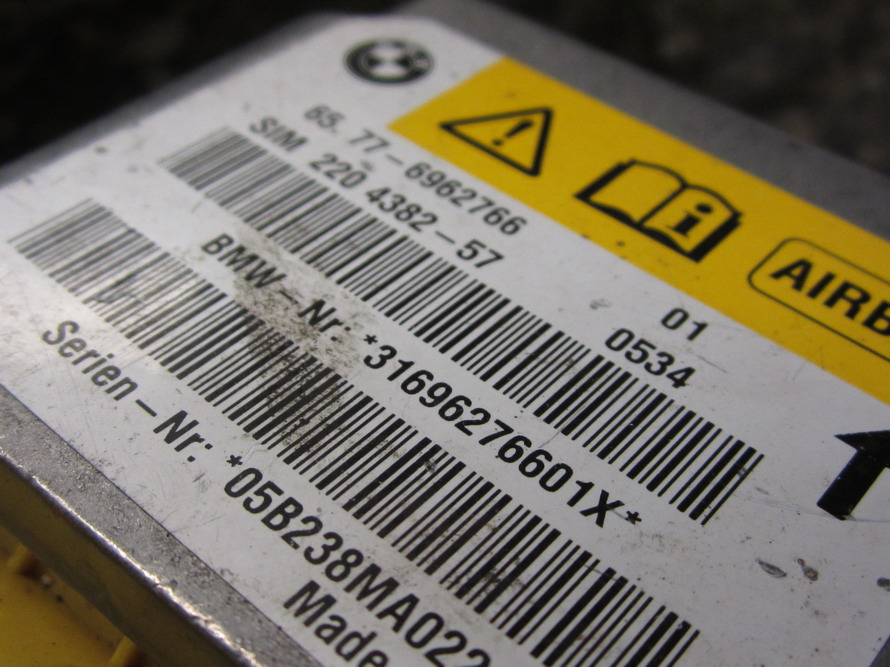 65. 77-6962766 01
SIM 220 4382-57 0534
AIRB
BMW-Nr: *31696276601X*
Serien-Nr: *05B238MA022
Made